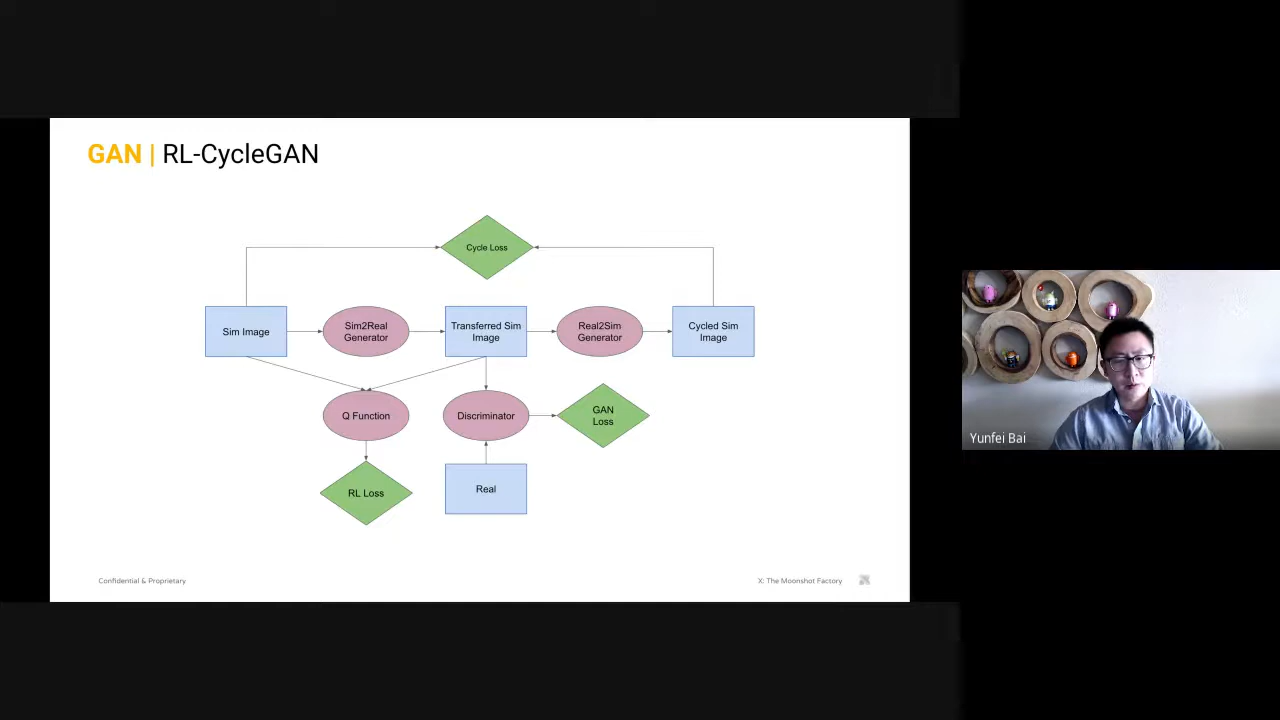 GAN | RL-CycleGAN
Cycle Loss
Sim Image
Sim2Real
Generator
Transferred Sim
Image
Real2Sim
Generator
Cycled Sim
Image
Q Function
Discriminator
GAN
Loss
RL Loss
Real
Confidential & Proprietary
X: The Moonshot Factory
Yunfei Bai